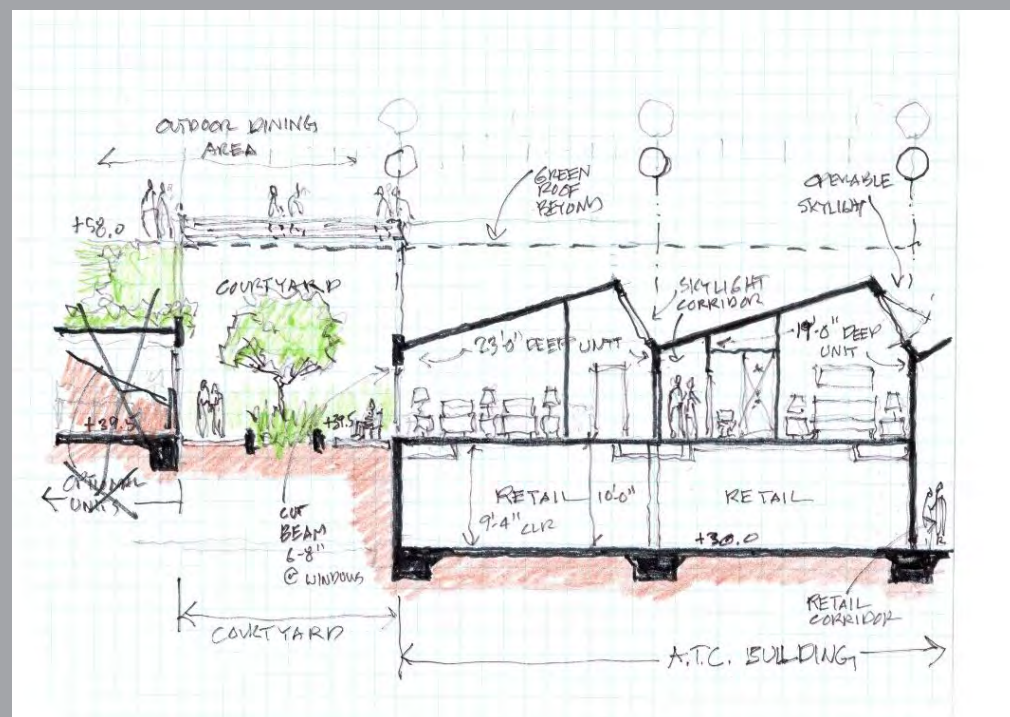 OUTDOOR DINING
AREA
GREEN
ROOF
BEYOND
OPERABLE
SKYLIGHT
+58.0
COURTYARD
SKYLIGHT
CORRIDOR
23'-0" DEEP UNIT
19'-0" DEEP
UNIT
+39.5
+39.5
OPTIONAL
UNITS
CUT
BEAM
6-8"
@ WINDOWS
RETAIL
10'-0"
9'-4" CLR
RETAIL
+30.0
RETAIL
CORRIDOR
COURTYARD
A.T.C. BUILDING